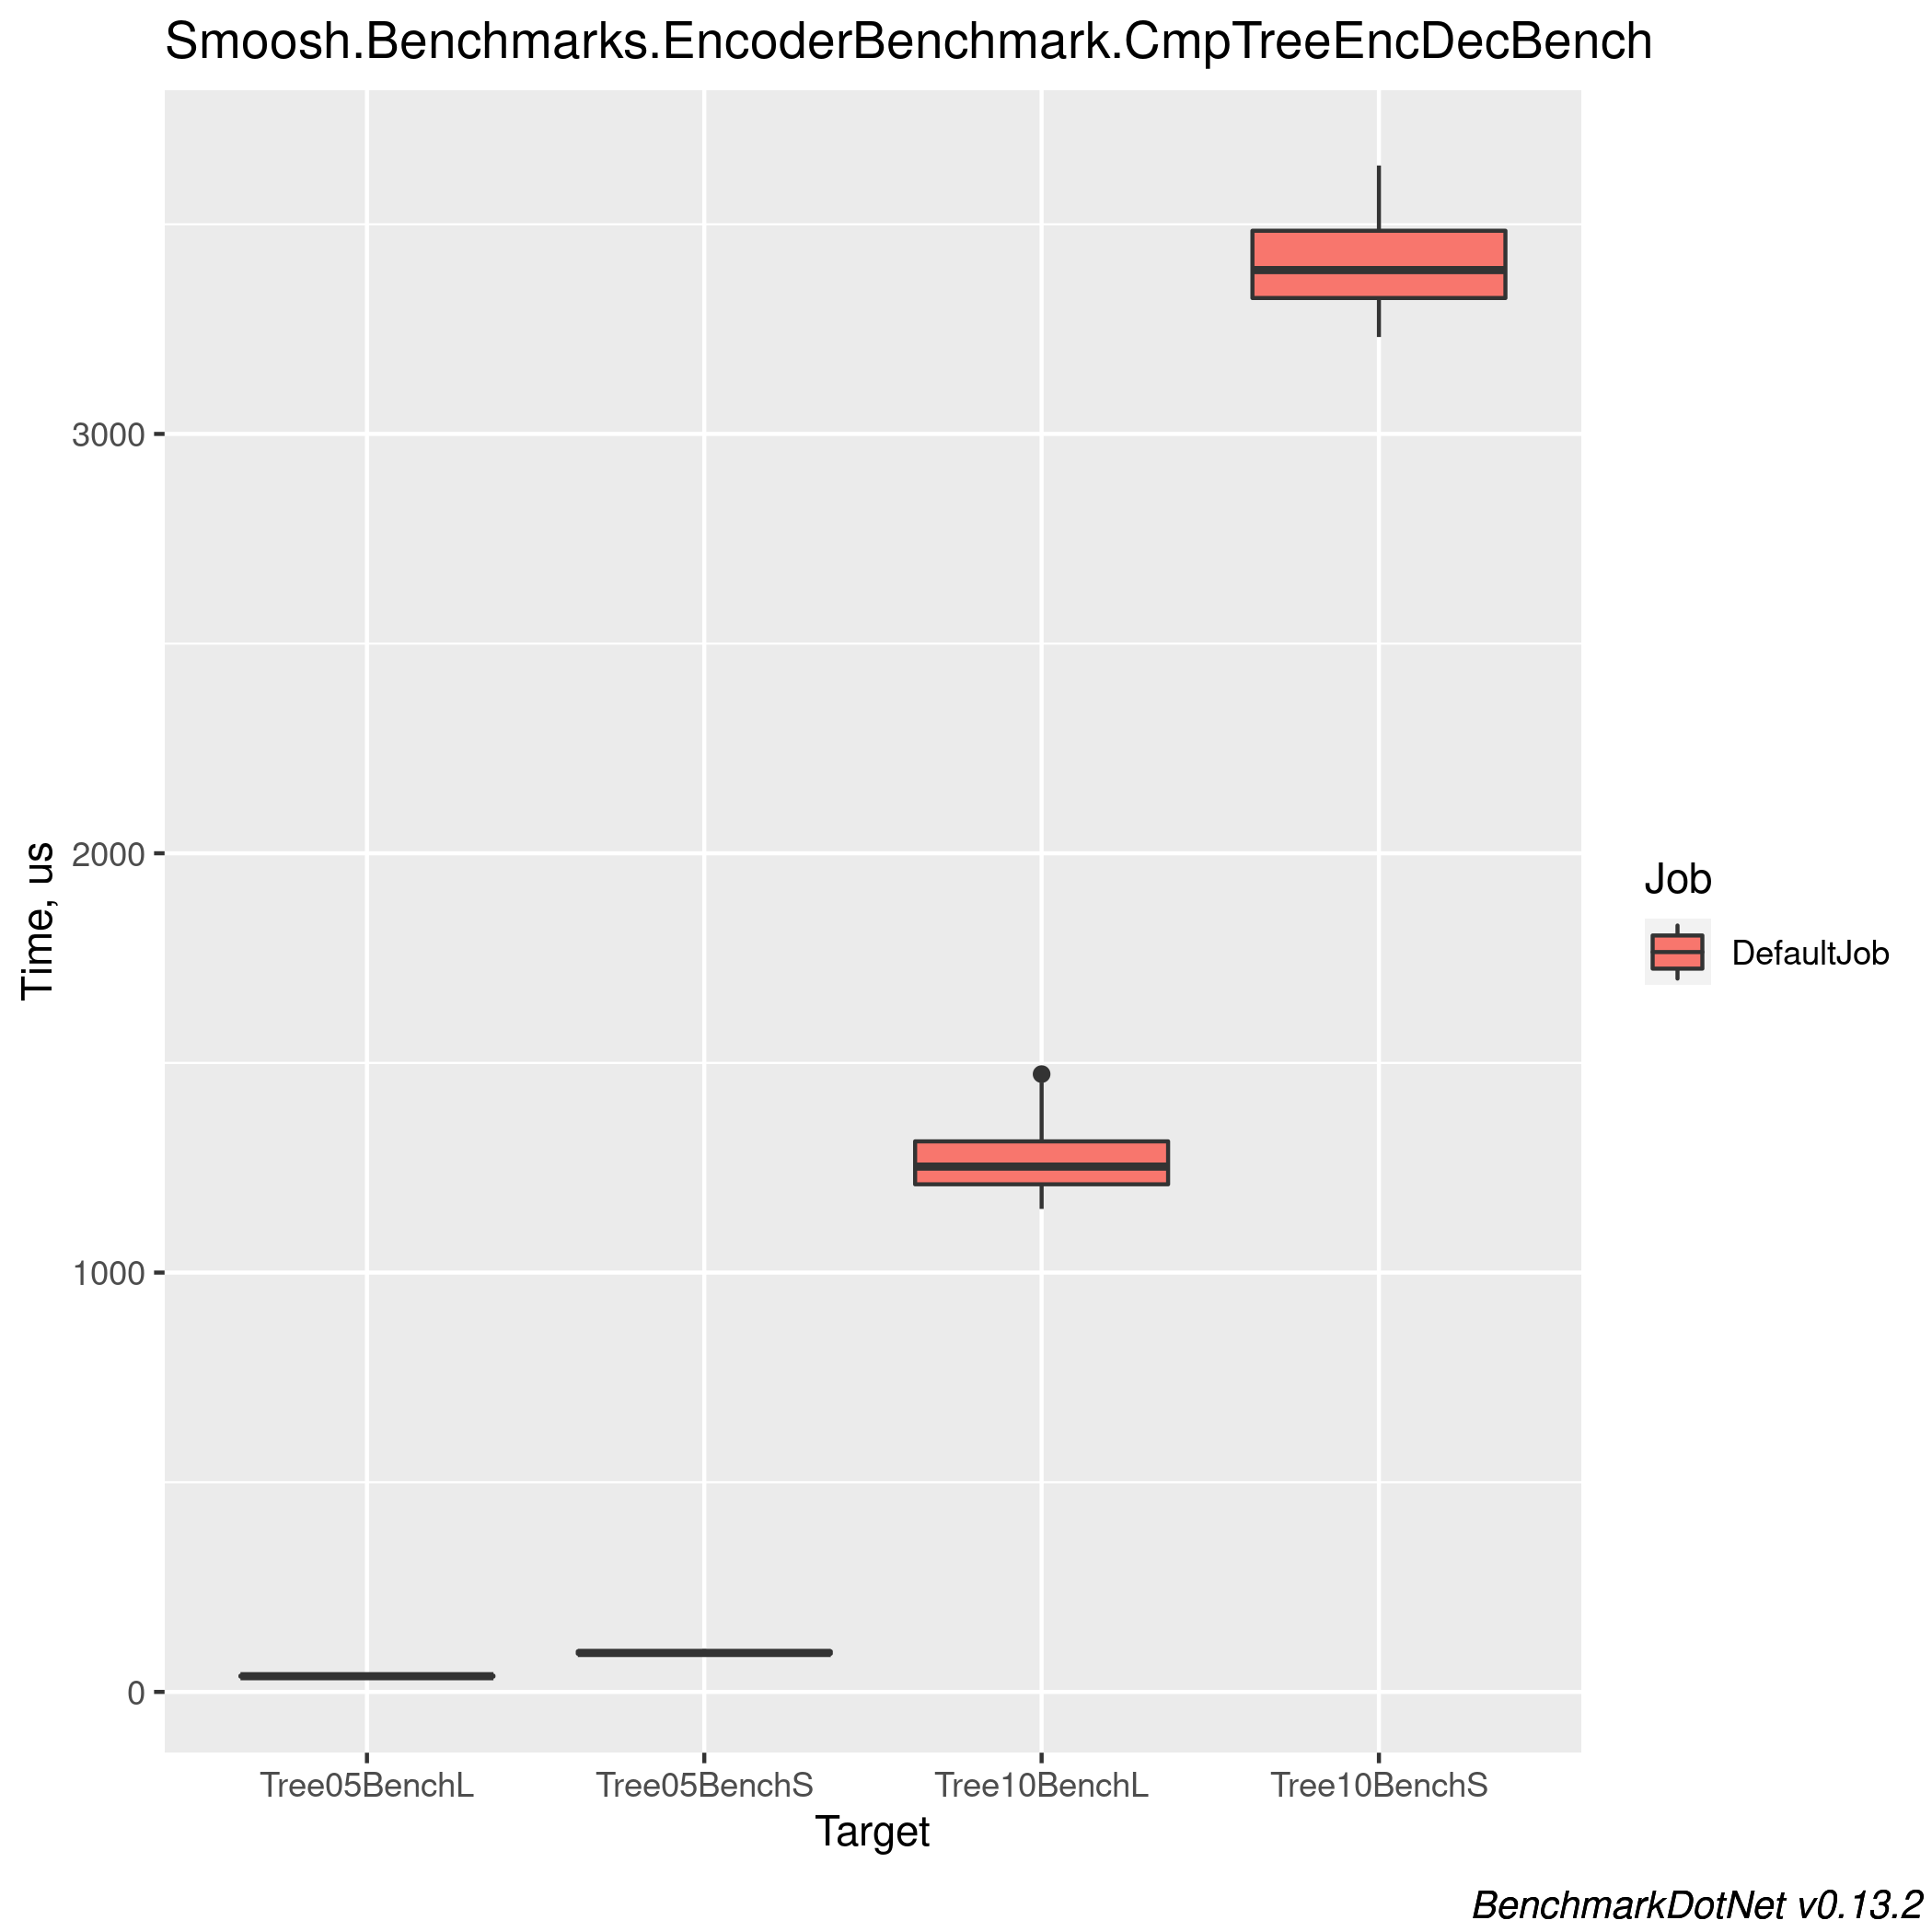 Smoosh.Benchmarks.EncoderBenchmark.CmpTreeEncDecBench
Time, us
3000
2000
1000
0
Tree05BenchL
Tree05BenchS
Tree10BenchL
Tree10BenchS
Target
Job
DefaultJob
BenchmarkDotNet v0.13.2